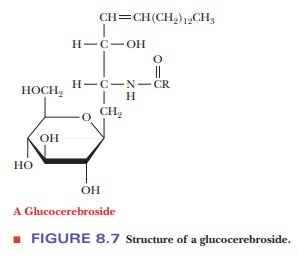 CH=CH(CH₂)₁₂CH₃
H—C—OH
O
H—C—N—CR
H
HOCH₂
CH₂
O
OH
HO
OH
A Glucocerebroside
■ FIGURE 8.7 Structure of a glucocerebroside.